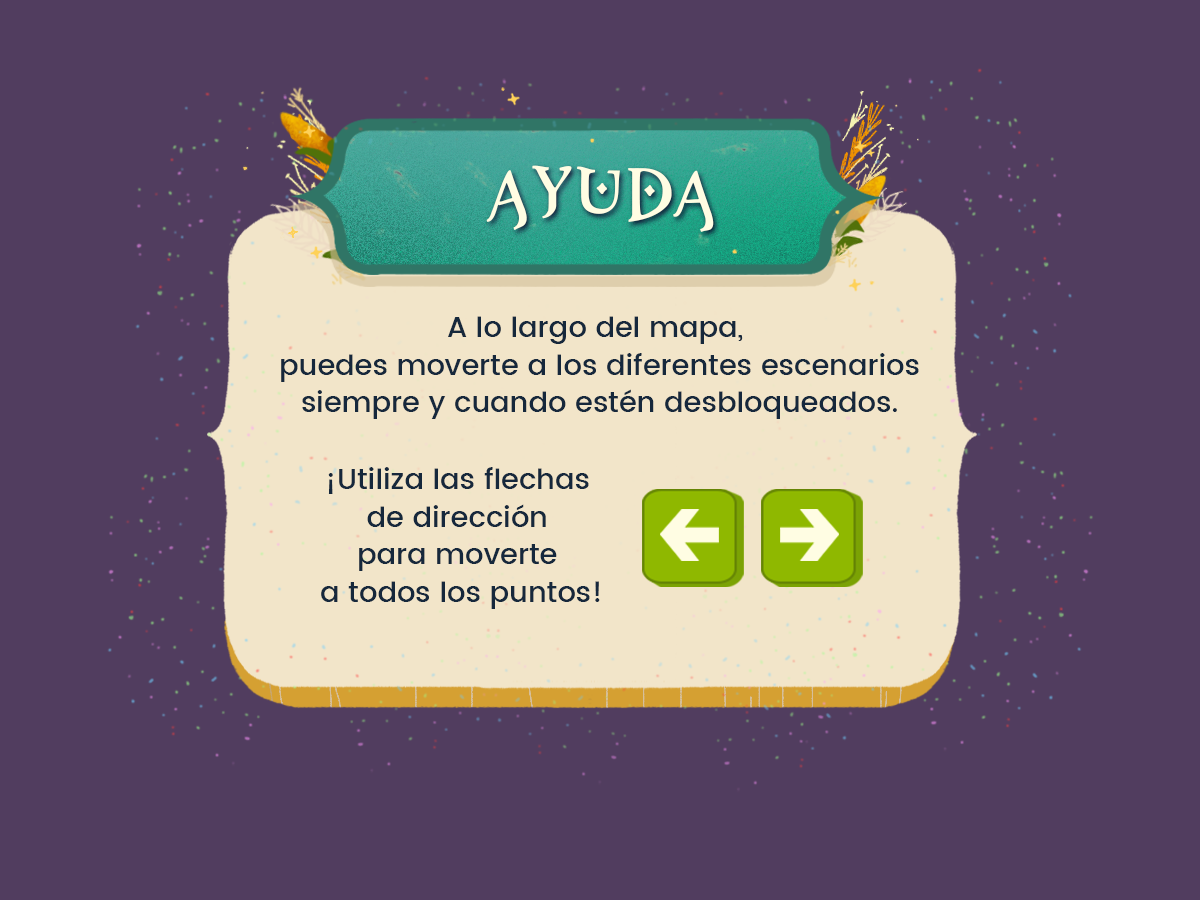 AYUDA
A lo largo del mapa,
puedes moverte a los diferentes escenarios
siempre y cuando estén desbloqueados.
¡Utiliza las flechas
de dirección
para moverte
a todos los puntos!